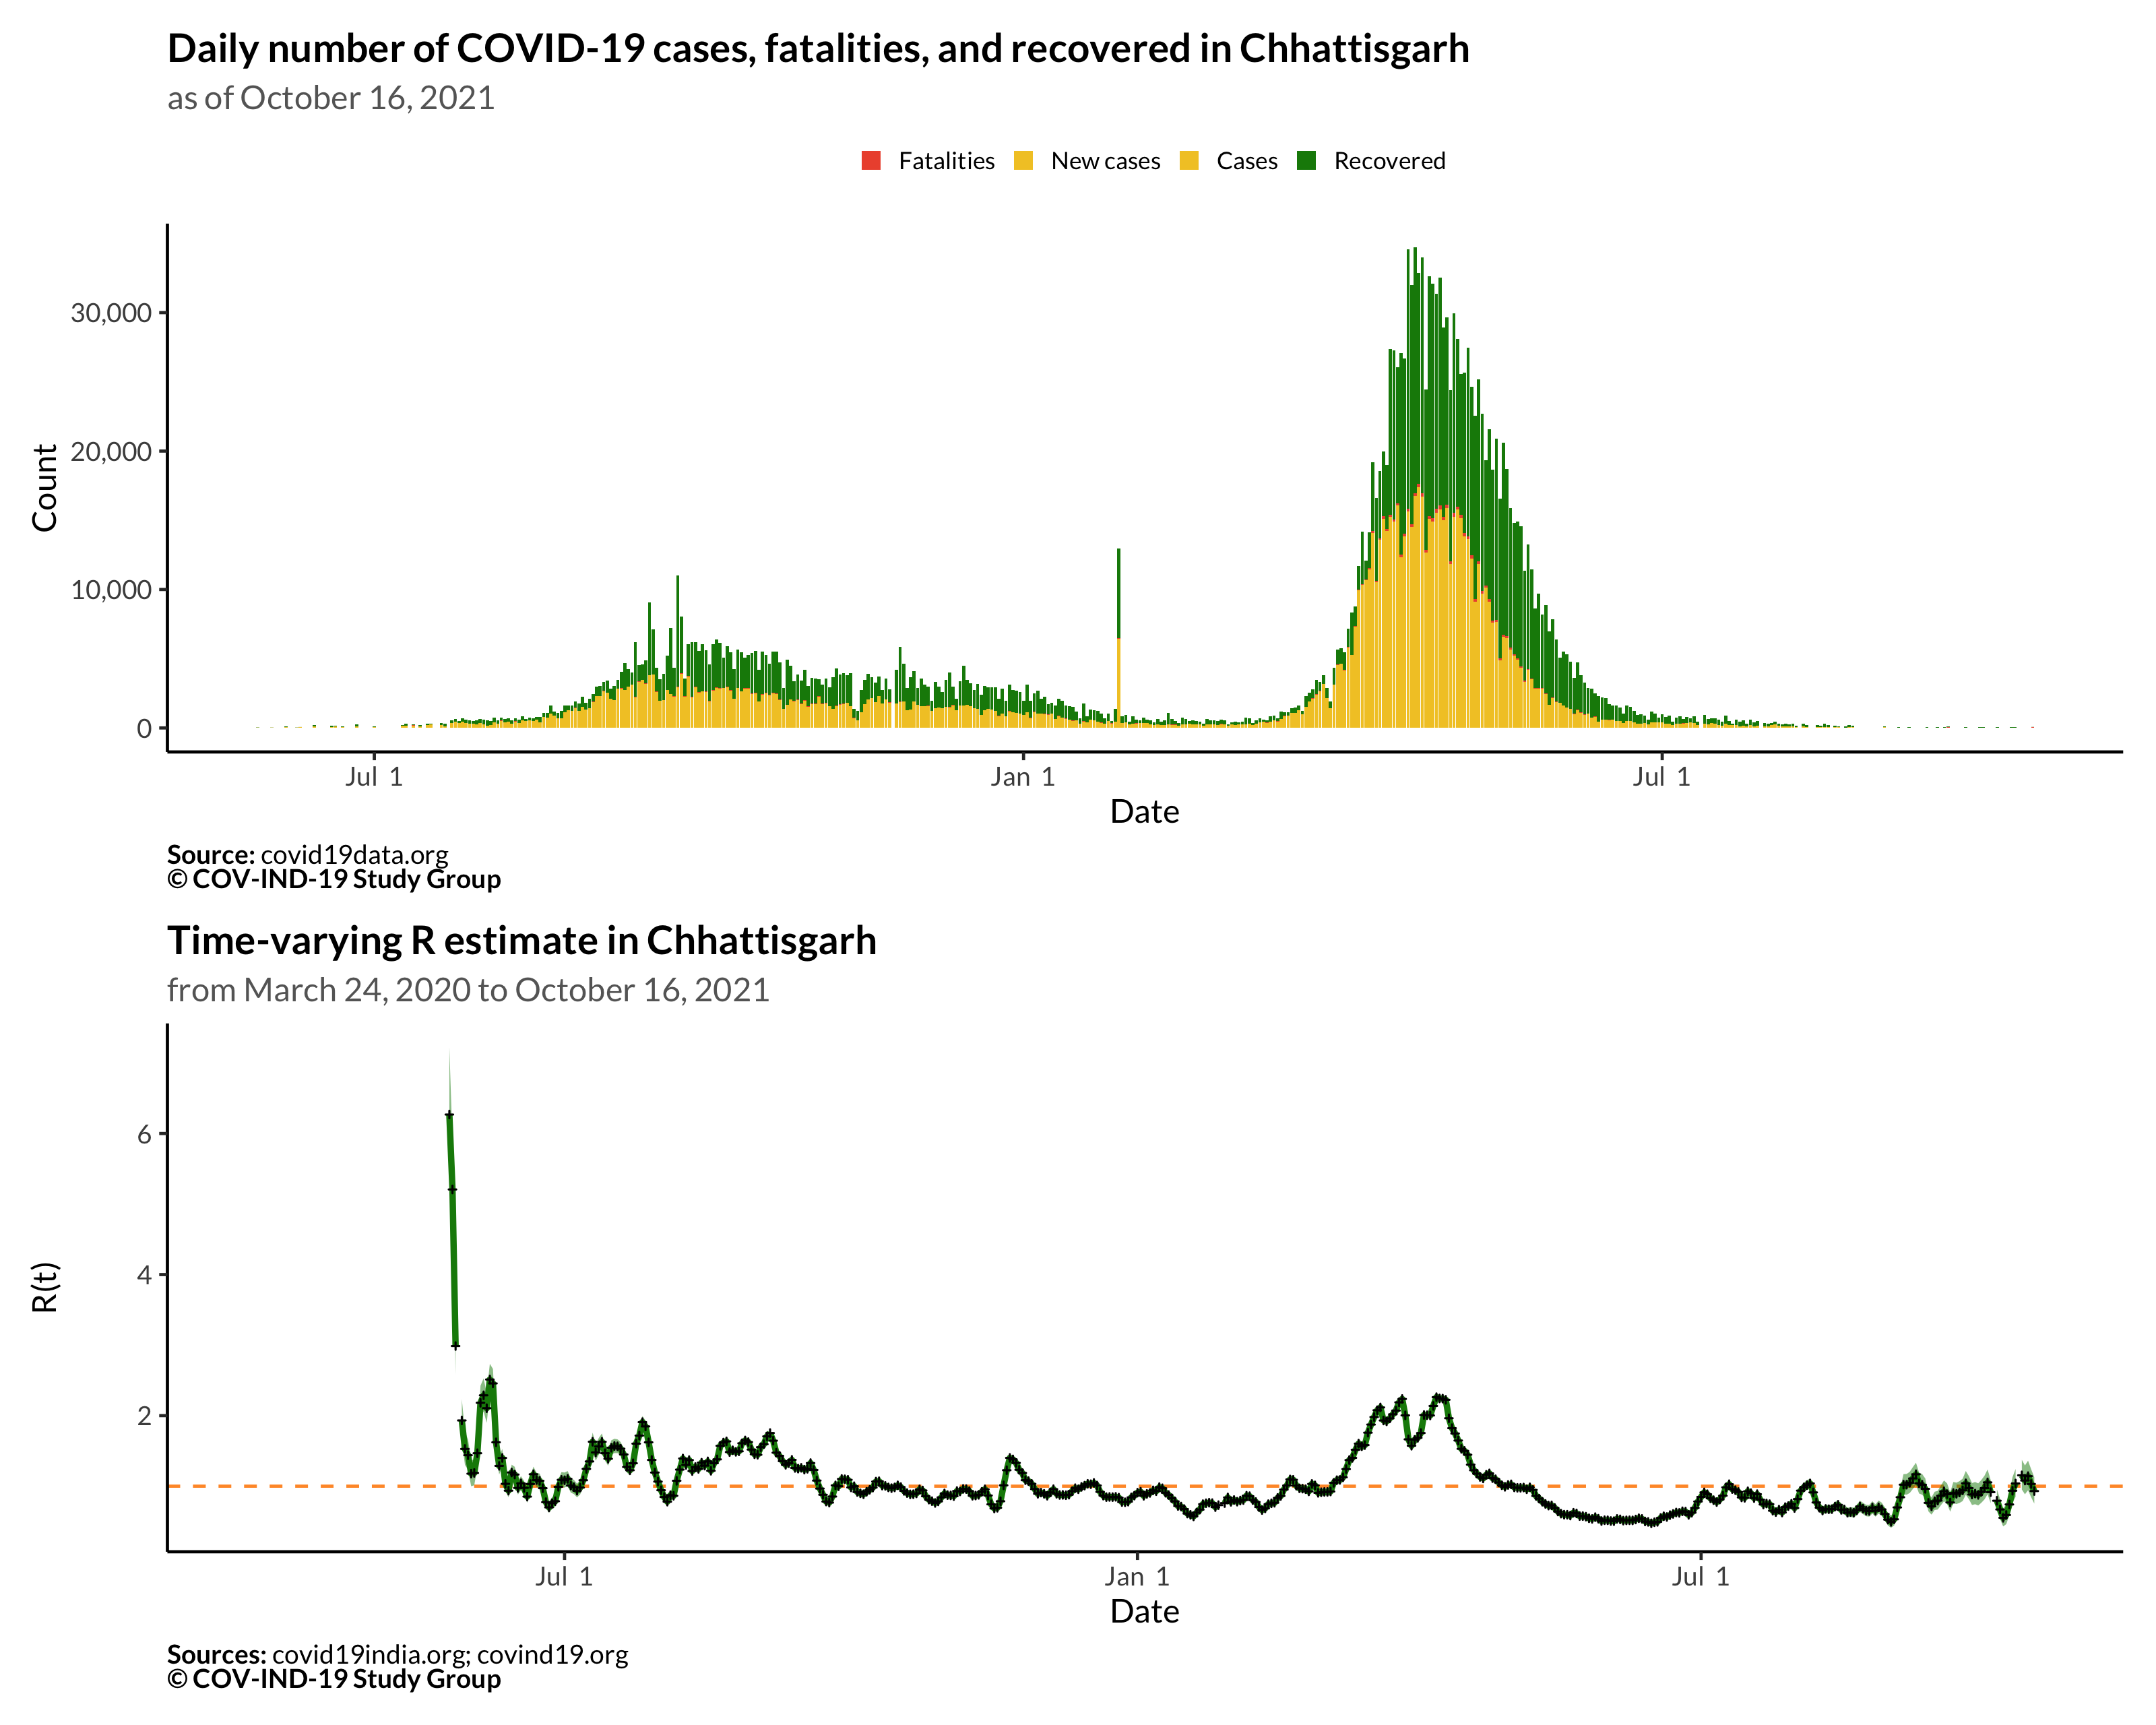 Daily number of COVID-19 cases, fatalities, and recovered in Chhattisgarh
as of October 16, 2021
Fatalities New cases Cases Recovered
Count
30,000
20,000
10,000
0
Jul 1 Jan 1 Jul 1
Date
Source: covid19data.org
© COV-IND-19 Study Group
Time-varying R estimate in Chhattisgarh
from March 24, 2020 to October 16, 2021
R(t)
6
4
2
Jul 1 Jan 1 Jul 1
Date
Sources: covid19india.org; covind19.org
© COV-IND-19 Study Group